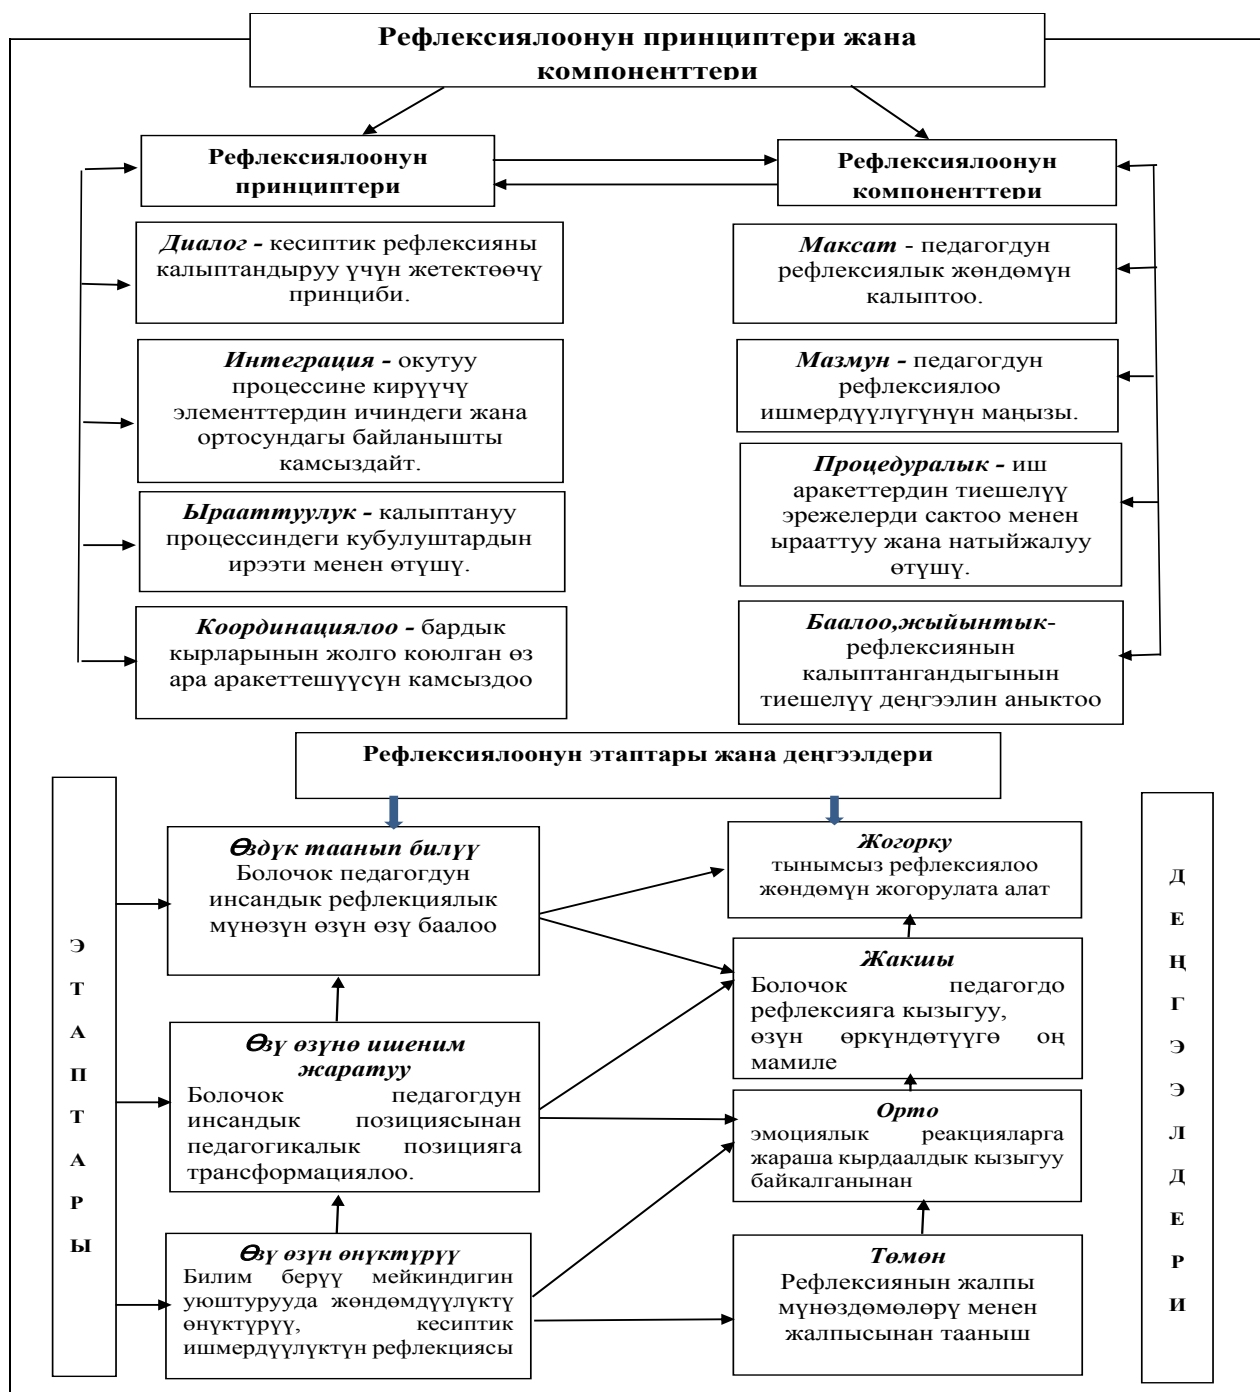 Рефлексиялоонун принциптери жана
компоненттери
Рефлексиялоонун
принциптери
Рефлексиялоонун
компоненттери
Диалог - кесиптик рефлексияны
калыптандыруу үчүн жетектөөчү
принциби.
Интеграция - окутуу
процессине кирүүчү
элементтердин ичиндеги жана
ортосундагы байланышты
камсыздайт.
Ырааттуулук - калыптануу
процессиндеги кубулуштардын
ирээти менен өтүшү.
Координациялоо - бардык
кырларынын жолго коюлган өз
ара аракеттешүүсүн камсыздоо
Максат - педагогдун
рефлексиялык жөндөмүн
калыптоо.
Мазмун - педагогдун
рефлексиялоо
ишмердүүлүгүнүн маңызы.
Процедуралык - иш
аракеттердин тиешелүү
эрежелерди сактоо менен
ырааттуу жана натыйжалуу
өтүшү.
Баалоо,жыйынтык-
рефлексиянын
калыптангандыгынын
тиешелүү деңгээлин аныктоо
Рефлексиялоонун этаптары жана деңгээлдери
Э
Т
А
П
Т
А
Р
Ы
Өздүк таанып билүү
Болочок педагогдун
инсандык рефлекциялык
мүнөзүн өзүн өзү баалоо
Өзү өзүнө ишеним
жаратуу
Болочок педагогдун
инсандык позициясынан
педагогикалык позицияга
трансформациялоо.
Өзү өзүн өнүктүрүү
Билим берүү мейкиндигин
уюштурууда жөндөмдүүлүктү
өнүктүрүү, кесиптик
ишмердүүлүктүн рефлекциясы
Жогорку
тынымсыз рефлексиялоо
жөндөмүн жогорулата алат
Жакшы
Болочок педагогдо
рефлексияга кызыгуу,
өзүн өркүндөтүүгө оң
мамиле
Орто
эмоциялык реакцияларга
жараша кырдаалдык кызыгуу
байкалганынан
Төмөн
Рефлексиянын жалпы
мүнөздөмөлөрү менен
жалпысынан тааныш
Д
Е
Ң
Г
Э
Э
Л
Д
Е
Р
И